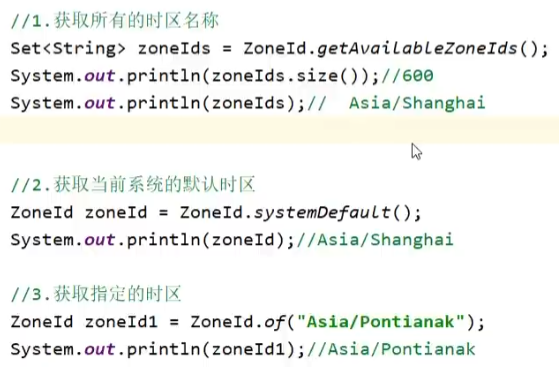 //1.获取所有的时区名称
Set<String> zoneIds = ZoneId.getAvailableZoneIds();
System.out.println(zoneIds.size());//600
System.out.println(zoneIds);//  Asia/Shanghai
//2.获取当前系统的默认时区
ZoneId zoneId = ZoneId.systemDefault();
System.out.println(zoneId);//Asia/Shanghai
//3.获取指定的时区
ZoneId zoneId1 = ZoneId.of("Asia/Pontianak");
System.out.println(zoneId1);//Asia/Pontianak